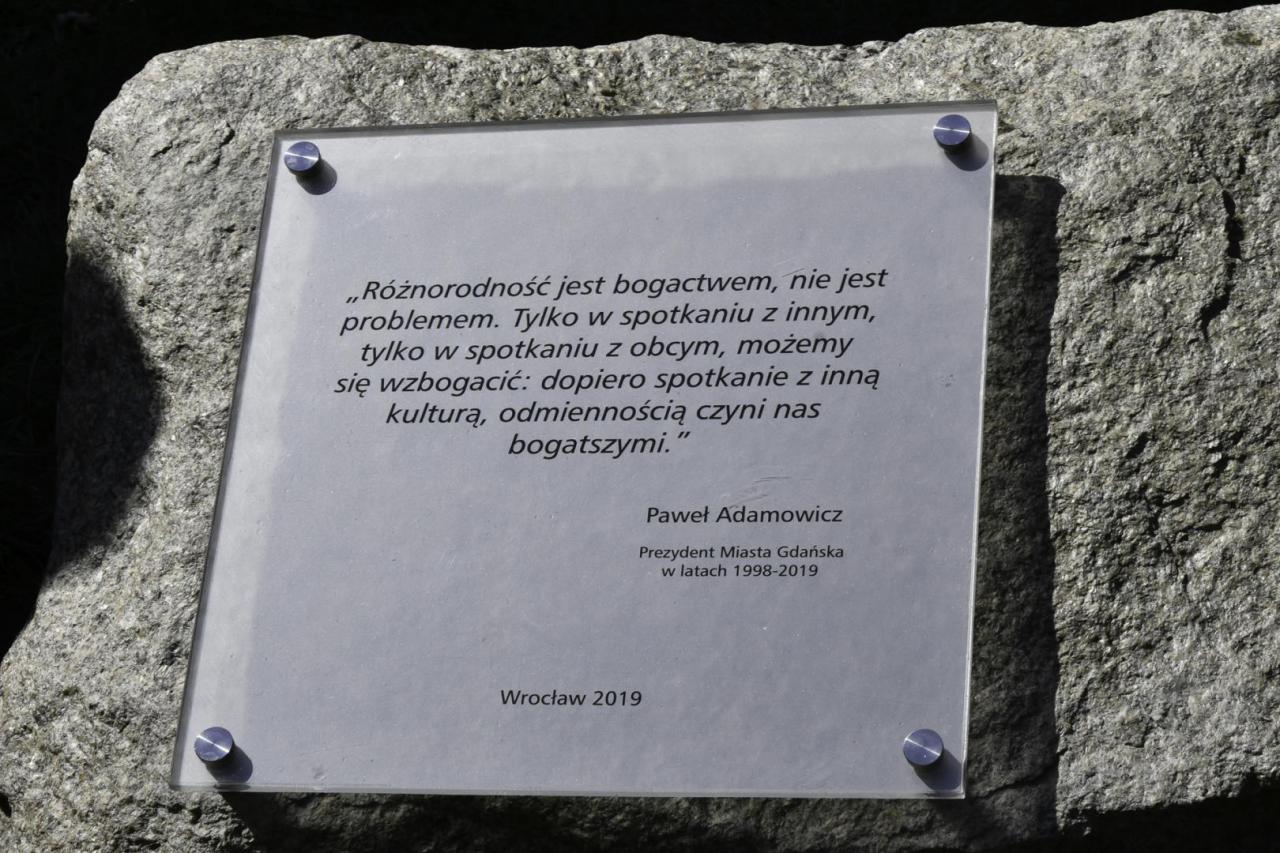 „Różnorodność jest bogactwem, nie jest
problemem. Tylko w spotkaniu z innym,
tylko w spotkaniu z obcym, możemy
się wzbogacić: dopiero spotkanie z inną
kulturą, odmiennością czyni nas
bogatszymi.”
Paweł Adamowicz
Prezydent Miasta Gdańska
w latach 1998-2019
Wrocław 2019